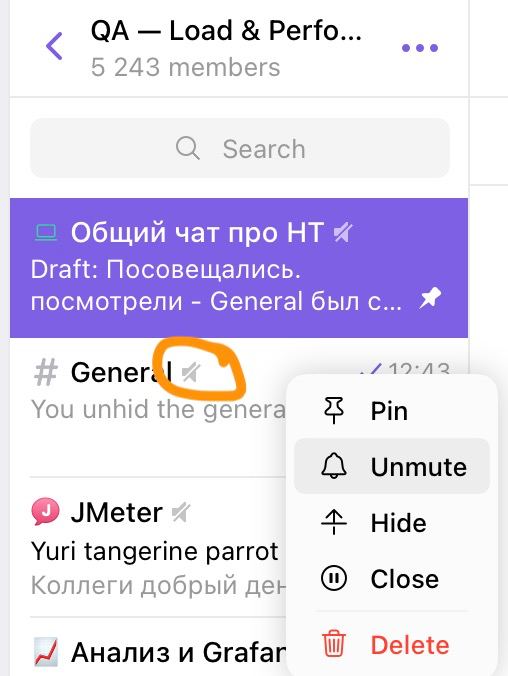 QA — Load & Perfo...
5 243 members
Search
Общий чат про НТ
Draft: Посовещались.
посмотрели - General был с...
# General 12:43
You unhid the genera
Pin
Unmute
Hide
Close
Delete
J JMeter
Yuri tangerine parrot
Коллеги добрый ден
Анализ и Grafan